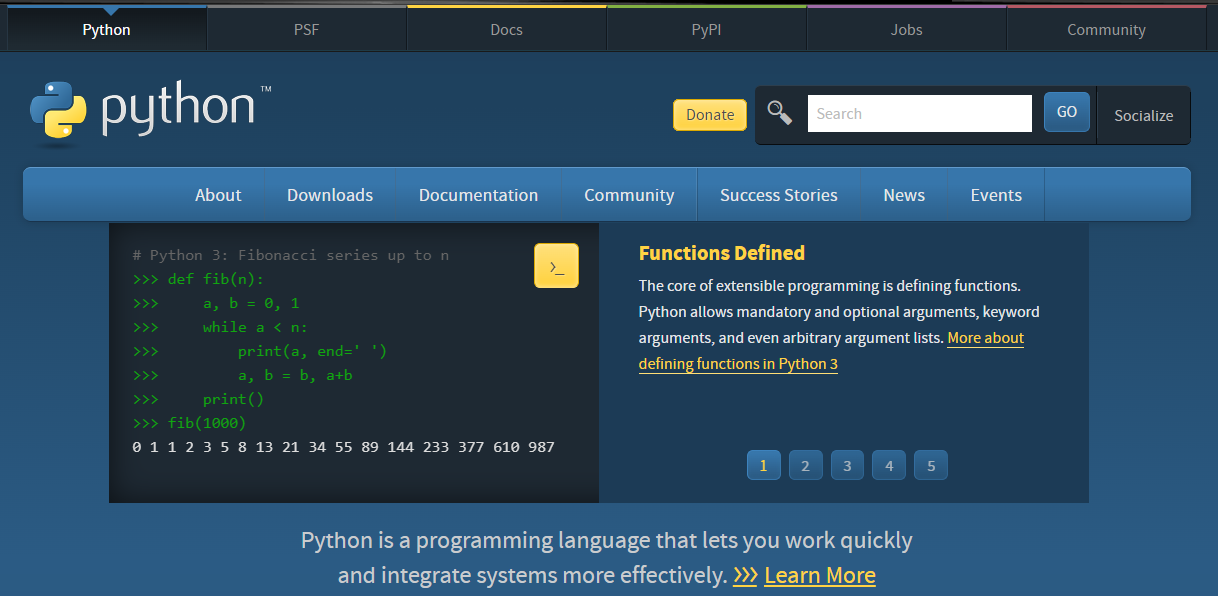 Python PSF Docs PyPI Jobs Community
python™
Donate Search GO Socialize
About Downloads Documentation Community Success Stories News Events
# Python 3: Fibonacci series up to n
>>> def fib(n):
>>>     a, b = 0, 1
>>>     while a < n:
>>>         print(a, end=' ')
>>>         a, b = b, a+b
>>>     print()
>>> fib(1000)
0 1 1 2 3 5 8 13 21 34 55 89 144 233 377 610 987
>_
Functions Defined
The core of extensible programming is defining functions.
Python allows mandatory and optional arguments, keyword
arguments, and even arbitrary argument lists. More about
defining functions in Python 3
1 2 3 4 5
Python is a programming language that lets you work quickly
and integrate systems more effectively. >>> Learn More